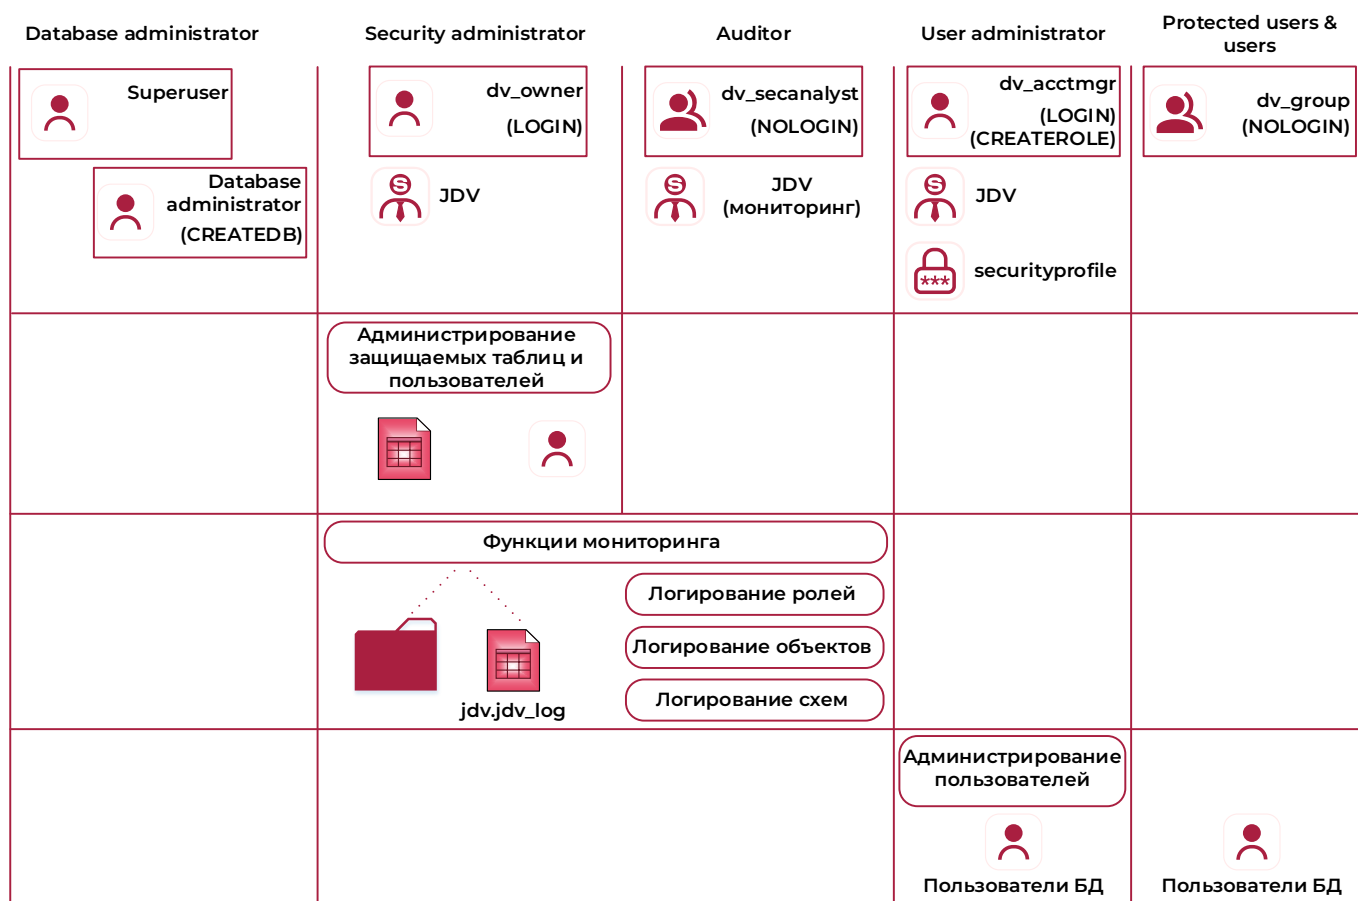 Database administrator
Security administrator
Auditor
User administrator
Protected users &
users
Superuser
Database
administrator
(CREATEDB)
dv_owner
(LOGIN)
JDV
dv_secanalyst
(NOLOGIN)
JDV
(мониторинг)
dv_acctmgr
(LOGIN)
(CREATEROLE)
JDV
***
securityprofile
dv_group
(NOLOGIN)
Администрирование
защищаемых таблиц и
пользователей
Функции мониторинга
jdv.jdv_log
Логирование ролей
Логирование объектов
Логирование схем
Администрирование
пользователей
Пользователи БД
Пользователи БД